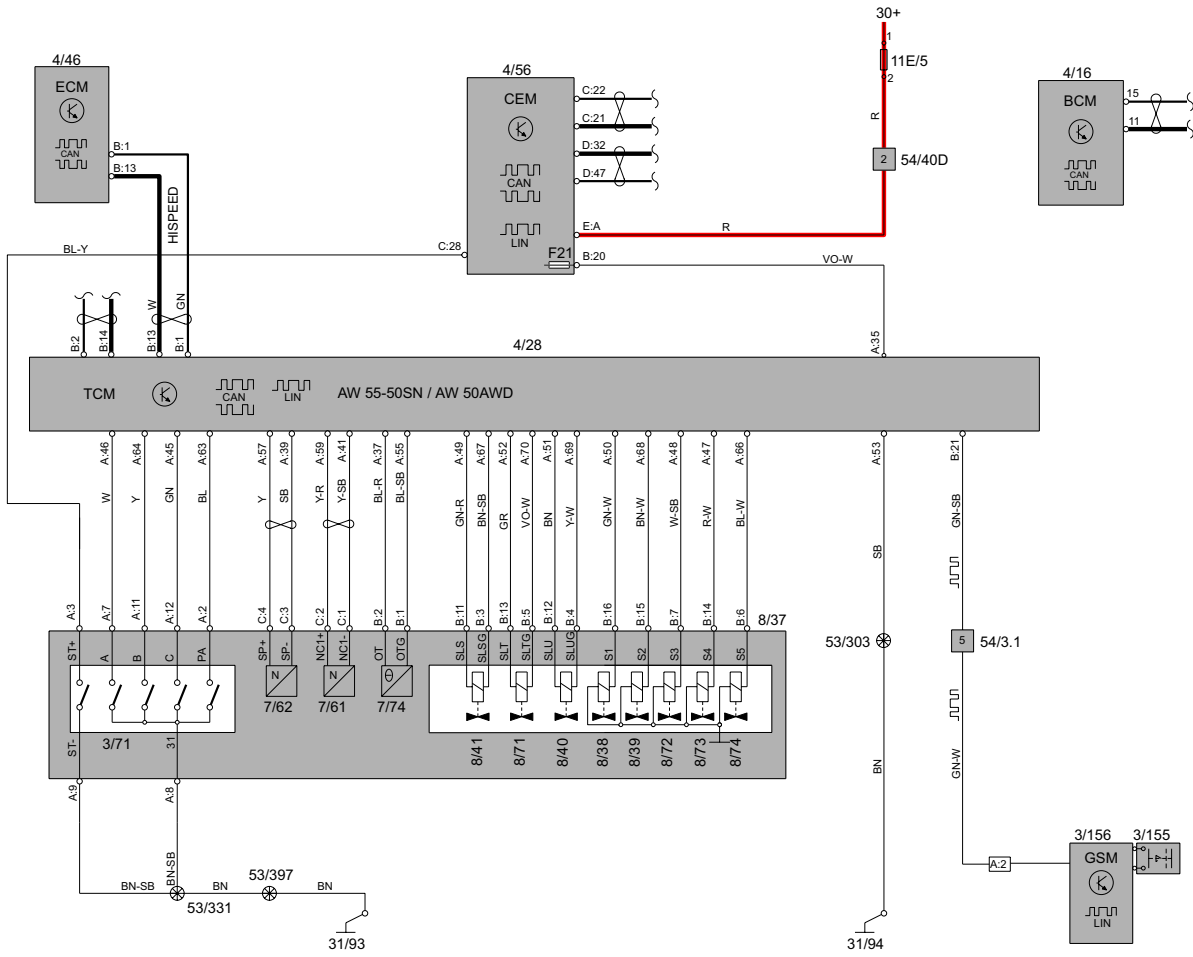 30+
1
11E/5
2
R
2
54/40D
4/46
ECM
CAN
B:1
B:13
HISPEED
W
GN
4/56
CEM
CAN
LIN
C:22
C:21
D:32
D:47
E:A
R
F21
B:20
VO-W
C:28
BL-Y
4/16
BCM
CAN
15
11
B:2
B:14
B:13
B:1
4/28
A:35
TCM
CAN
LIN
AW 55-50SN / AW 50AWD
A:46
A:64
A:45
A:63
A:57
A:39
A:59
A:41
A:37
A:55
A:49
A:67
A:52
A:70
A:51
A:69
A:50
A:68
A:48
A:47
A:66
A:53
B:21
W
Y
GN
BL
Y
SB
Y-R
Y-SB
BL-R
BL-SB
GN-R
BN-SB
GR
VO-W
BN
Y-W
GN-W
BN-W
W-SB
R-W
BL-W
SB
GN-SB
A:3
A:7
A:11
A:12
A:2
C:4
C:3
C:2
C:1
B:2
B:1
B:11
B:3
B:13
B:5
B:12
B:4
B:16
B:15
B:7
B:14
B:6
8/37
53/303
5
54/3.1
ST+
A
B
C
PA
SP+
SP-
NC1+
NC1-
OT
OTG
SLS
SLSG
SLT
SLTG
SLU
SLUG
S1
S2
S3
S4
S5
N
N
θ
7/62
7/61
7/74
ST-
3/71
31
8/41
8/71
8/40
8/38
8/39
8/72
8/73
8/74
BN
GN-W
A:9
A:8
BN-SB
BN-SB
53/331
BN
53/397
BN
31/93
31/94
A:2
3/156
3/155
GSM
LIN